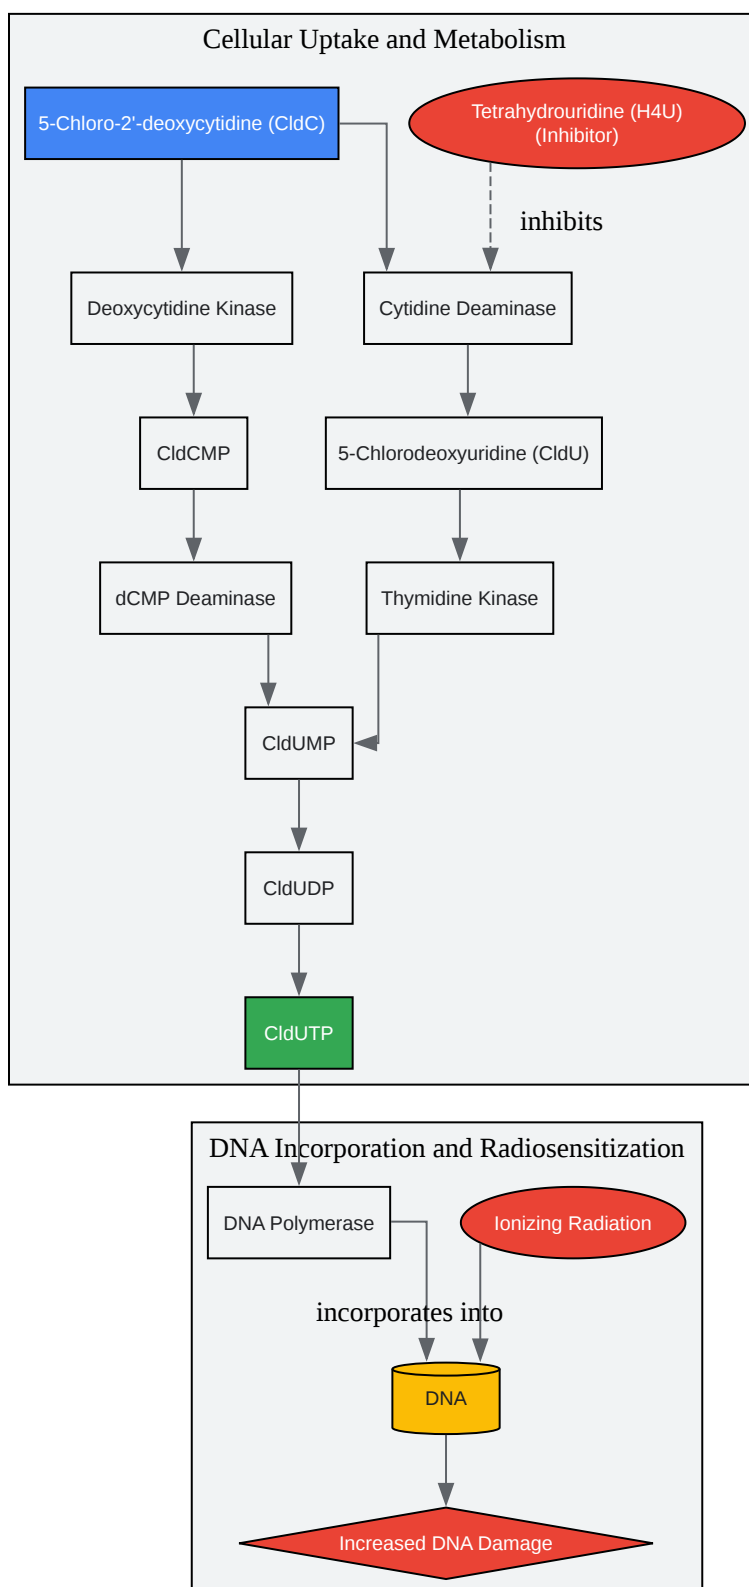 Cellular Uptake and Metabolism
5-Chloro-2'-deoxycytidine (CldC)
Tetrahydrouridine (H4U)
(Inhibitor)
inhibits
Deoxycytidine Kinase
Cytidine Deaminase
CldCMP
5-Chlorodeoxyuridine (CldU)
dCMP Deaminase
Thymidine Kinase
CldUMP
CldUDP
CldUTP
DNA Incorporation and Radiosensitization
DNA Polymerase
Ionizing Radiation
incorporates into
DNA
Increased DNA Damage